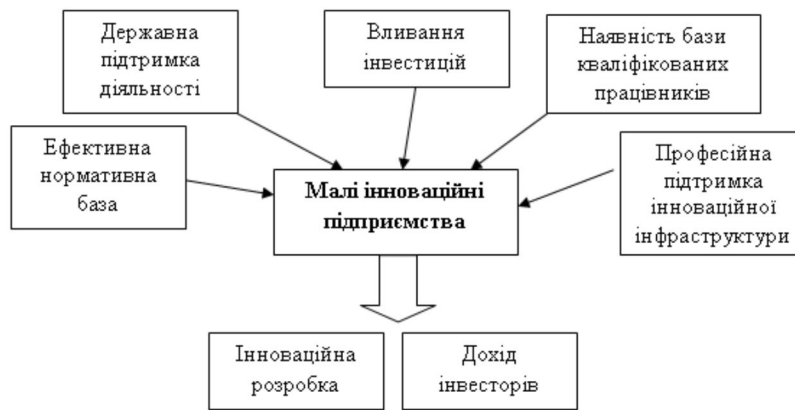 Державна
підтримка
діяльності
Вливання
інвестицій
Наявність бази
кваліфікованих
працівників
Ефективна
нормативна
база
Малі інноваційні
підприємства
Професійна
підтримка
інноваційної
інфраструктури
Інноваційна
розробка
Дохід
інвесторів